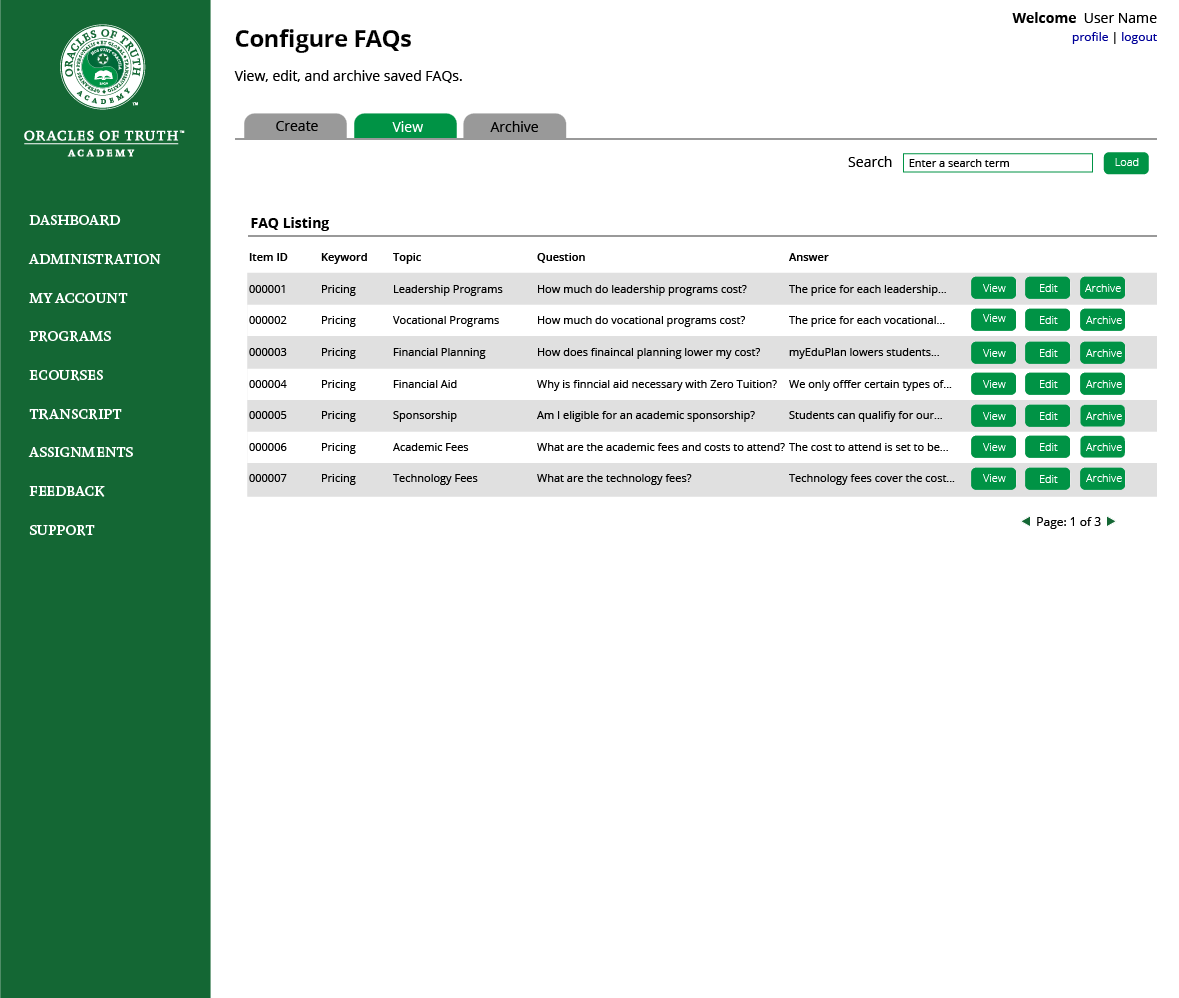 ORACLES OF TRUTH
ACADEMY
ORACLES OF TRUTH™
ACADEMY
DASHBOARD
ADMINISTRATION
MY ACCOUNT
PROGRAMS
ECOURSES
TRANSCRIPT
ASSIGNMENTS
FEEDBACK
SUPPORT
Welcome User Name
profile | logout
Configure FAQs
View, edit, and archive saved FAQs.
Create View Archive
Search Enter a search term Load
FAQ Listing
Item ID Keyword Topic Question Answer
000001 Pricing Leadership Programs How much do leadership programs cost? The price for each leadership... View Edit Archive
000002 Pricing Vocational Programs How much do vocational programs cost? The price for each vocational... View Edit Archive
000003 Pricing Financial Planning How does finaincal planning lower my cost? myEduPlan lowers students... View Edit Archive
000004 Pricing Financial Aid Why is finncial aid necessary with Zero Tuition? We only offfer certain types of... View Edit Archive
000005 Pricing Sponsorship Am I eligible for an academic sponsorship? Students can qualifiy for our... View Edit Archive
000006 Pricing Academic Fees What are the academic fees and costs to attend? The cost to attend is set to be... View Edit Archive
000007 Pricing Technology Fees What are the technology fees? Technology fees cover the cost... View Edit Archive
◀ Page: 1 of 3 ▶